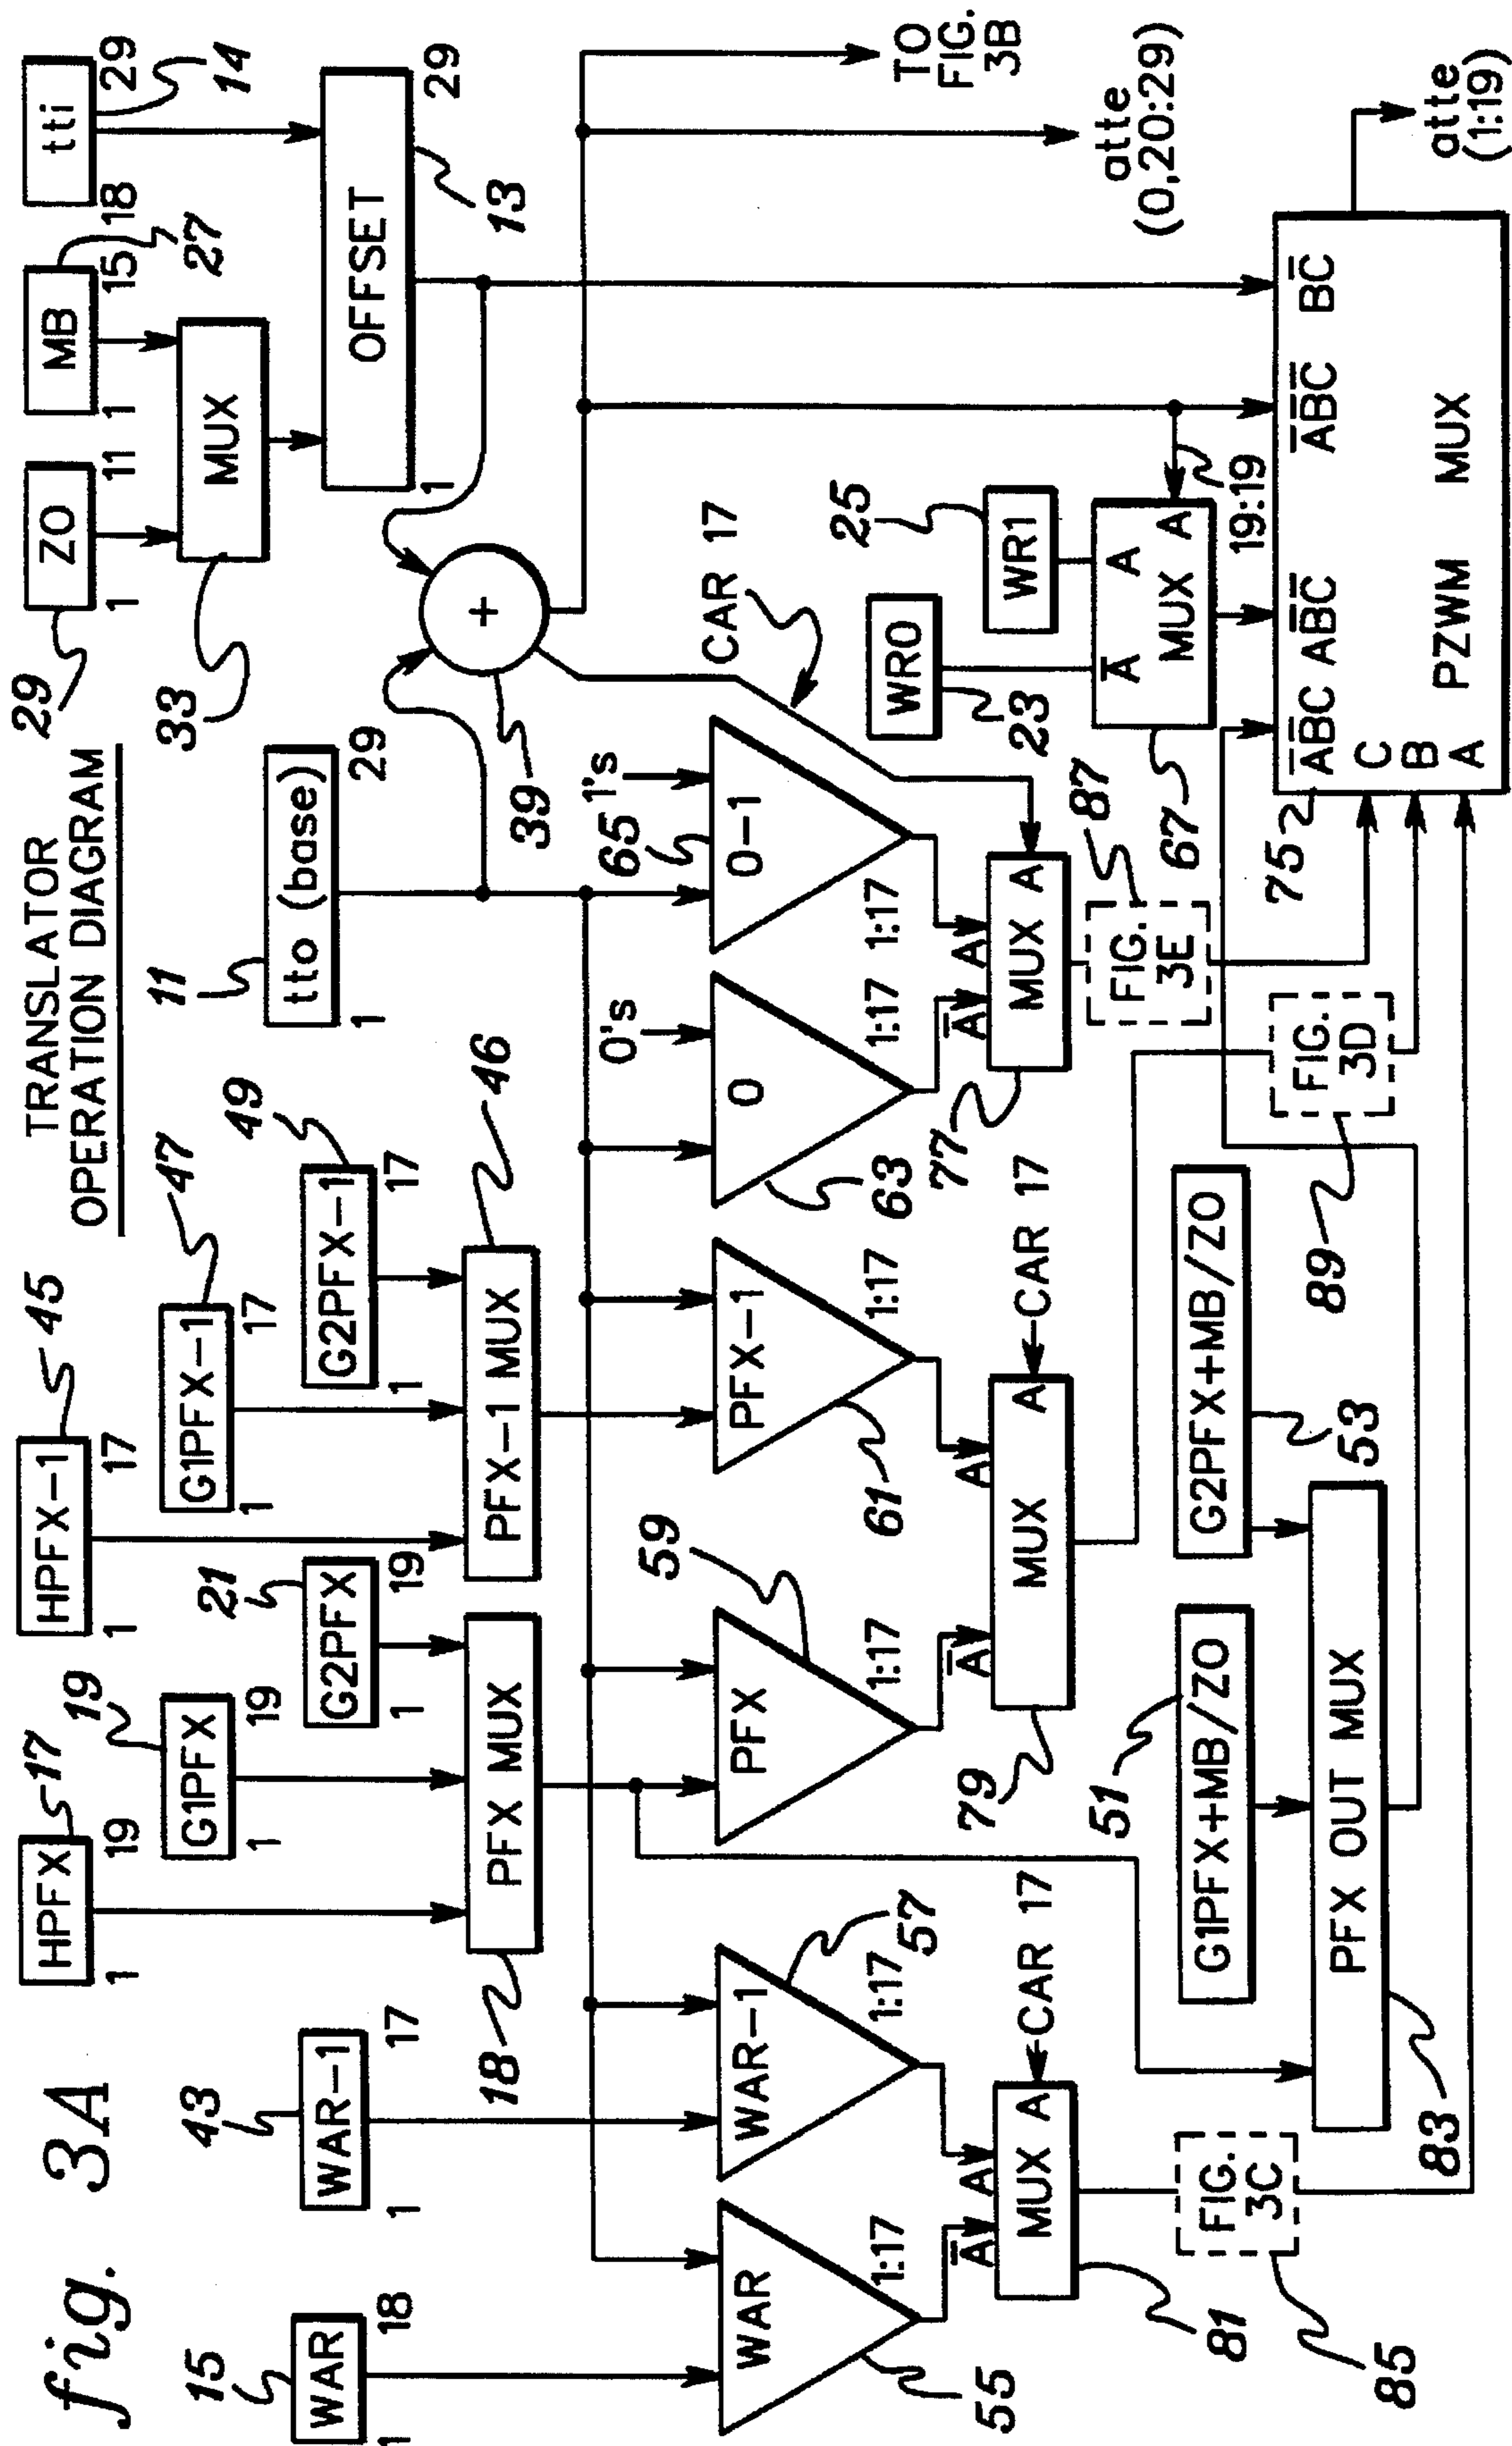 fig. 3A
TRANSLATOR
OPERATION DIAGRAM
15
WAR
1
18
43
WAR-1
1
17
HPFX
17
1
19
19
G1PFX
1
19
21
G2PFX
1
19
18
PFX MUX
HPFX-1
45
1
17
47
G1PFX-1
1
17
49
G2PFX-1
1
17
46
PFX-1 MUX
11
tto (base)
1
29
29
ZO
1
11
MB
1
15
27
tti
18
29
14
33
MUX
OFFSET
1
29
13
+
39
TO
FIG.
3B
atte
(0,20:29)
WAR
1:17
55
WAR-1
1:17
57
PFX
1:17
59
PFX-1
1:17
61
0
0's
1:17
63
0-1
1's
1:17
65
CAR 17
A̅
A
MUX A
81
CAR 17
A̅
A
MUX
A
79
CAR 17
A̅
A
MUX A
77
WR0
23
WR1
25
A̅
A
MUX A
67
19:19
FIG.
3C
85
G1PFX+MB/ZO
51
G2PFX+MB/ZO
53
PFX OUT MUX
83
FIG.
3D
89
FIG.
3E
87
75
A̅BC
AB̅C̅
A̅B̅C̅
B̅C
C
B
A
PZWM MUX
atte
(1:19)